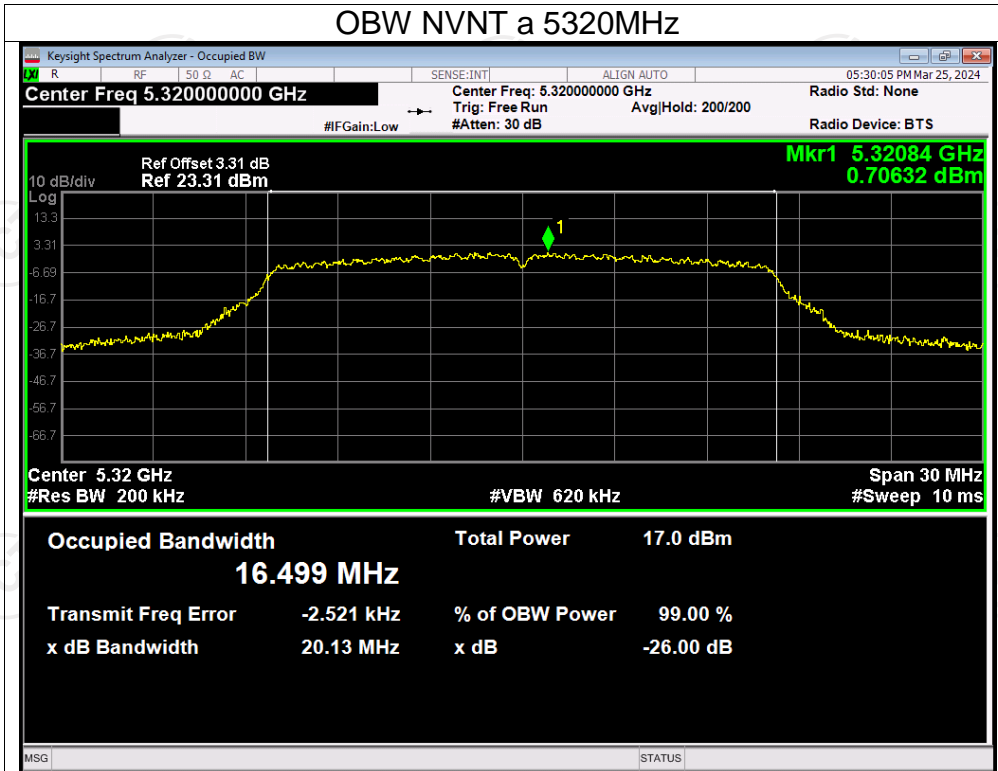 OBW NVNT a 5320MHz
Keysight Spectrum Analyzer - Occupied BW
LXI R RF 50 Ω AC SENSE:INT ALIGN AUTO 05:30:05 PM Mar 25, 2024
Center Freq 5.320000000 GHz Center Freq: 5.320000000 GHz Radio Std: None
Trig: Free Run Avg|Hold: 200/200
#IFGain:Low #Atten: 30 dB Radio Device: BTS
Mkr1 5.32084 GHz
Ref Offset 3.31 dB
10 dB/div Ref 23.31 dBm 0.70632 dBm
Log
13.3
1
3.31
-6.69
-16.7
-26.7
-36.7
-46.7
-56.7
-66.7
Center 5.32 GHz Span 30 MHz
#Res BW 200 kHz #VBW 620 kHz #Sweep 10 ms
Occupied Bandwidth Total Power 17.0 dBm
16.499 MHz
Transmit Freq Error -2.521 kHz % of OBW Power 99.00 %
x dB Bandwidth 20.13 MHz x dB -26.00 dB
MSG STATUS